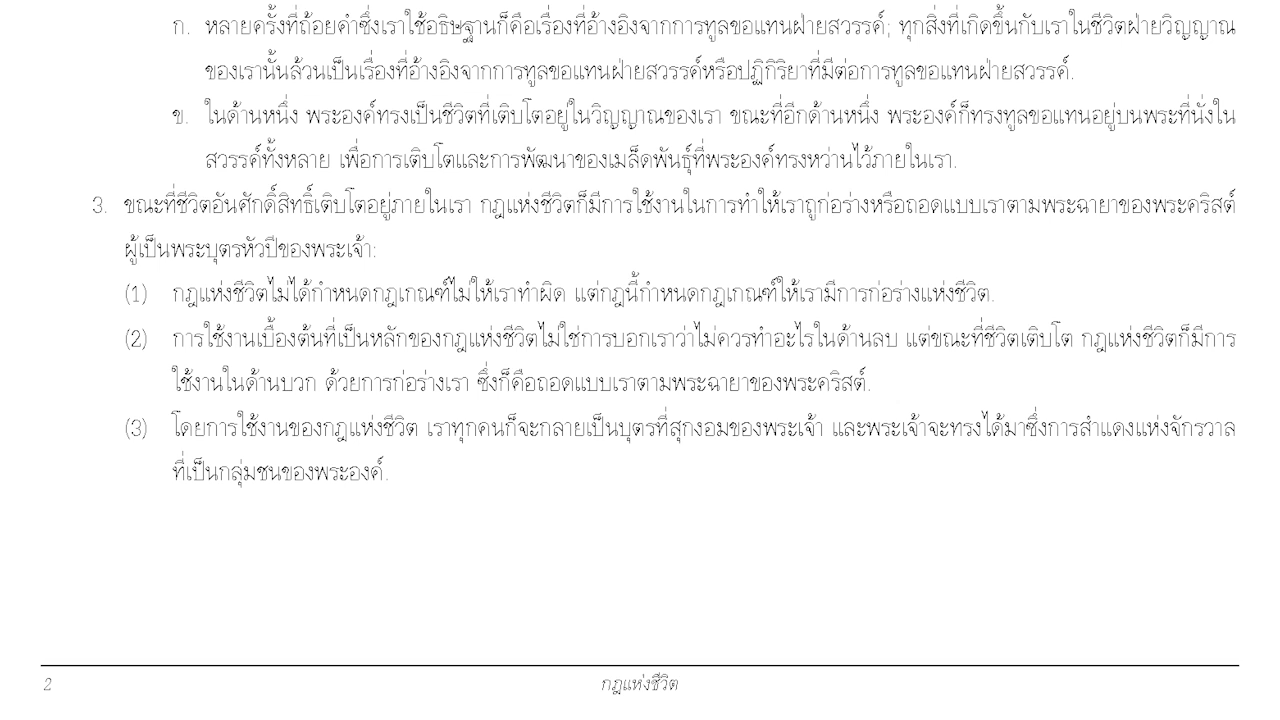 ก. หลายครั้งที่ถ้อยคำซึ่งเราใช้อธิษฐานก็คือเรื่องที่อ้างอิงจากการทูลขอแทนฝ่ายสวรรค์; ทุกสิ่งที่เกิดขึ้นกับเราในชีวิตฝ่ายวิญญาณ
ของเรานั้นล้วนเป็นเรื่องที่อ้างอิงจากการทูลขอแทนฝ่ายสวรรค์หรือปฏิกิริยาที่มีต่อการทูลขอแทนฝ่ายสวรรค์.
ข. ในด้านหนึ่ง พระองค์ทรงเป็นชีวิตที่เติบโตอยู่ในวิญญาณของเรา ขณะที่อีกด้านหนึ่ง พระองค์ก็ทรงทูลขอแทนอยู่บนพระที่นั่งใน
สวรรค์ทั้งหลาย เพื่อการเติบโตและการพัฒนาของเมล็ดพันธุ์ที่พระองค์ทรงหว่านไว้ภายในเรา.
3. ขณะที่ชีวิตอันศักดิ์สิทธิ์เติบโตอยู่ภายในเรา กฎแห่งชีวิตก็มีการใช้งานในการทำให้เราถูกก่อร่างหรือถอดแบบเราตามพระฉายาของพระคริสต์
ผู้เป็นพระบุตรหัวปีของพระเจ้า:
(1) กฎแห่งชีวิตไม่ได้กำหนดกฎเกณฑ์ไม่ให้เราทำผิด แต่กฎนี้กำหนดกฎเกณฑ์ให้เรามีการก่อร่างแห่งชีวิต.
(2) การใช้งานเบื้องต้นที่เป็นหลักของกฎแห่งชีวิตไม่ใช่การบอกเราว่าไม่ควรทำอะไรในด้านลบ แต่ขณะที่ชีวิตเติบโต กฎแห่งชีวิตก็มีการ
ใช้งานในด้านบวก ด้วยการก่อร่างเรา ซึ่งก็คือถอดแบบเราตามพระฉายาของพระคริสต์.
(3) โดยการใช้งานของกฎแห่งชีวิต เราทุกคนก็จะกลายเป็นบุตรที่สุกงอมของพระเจ้า และพระเจ้าจะทรงได้มาซึ่งการสำแดงแห่งจักรวาล
ที่เป็นกลุ่มชนของพระองค์.
2 กฎแห่งชีวิต